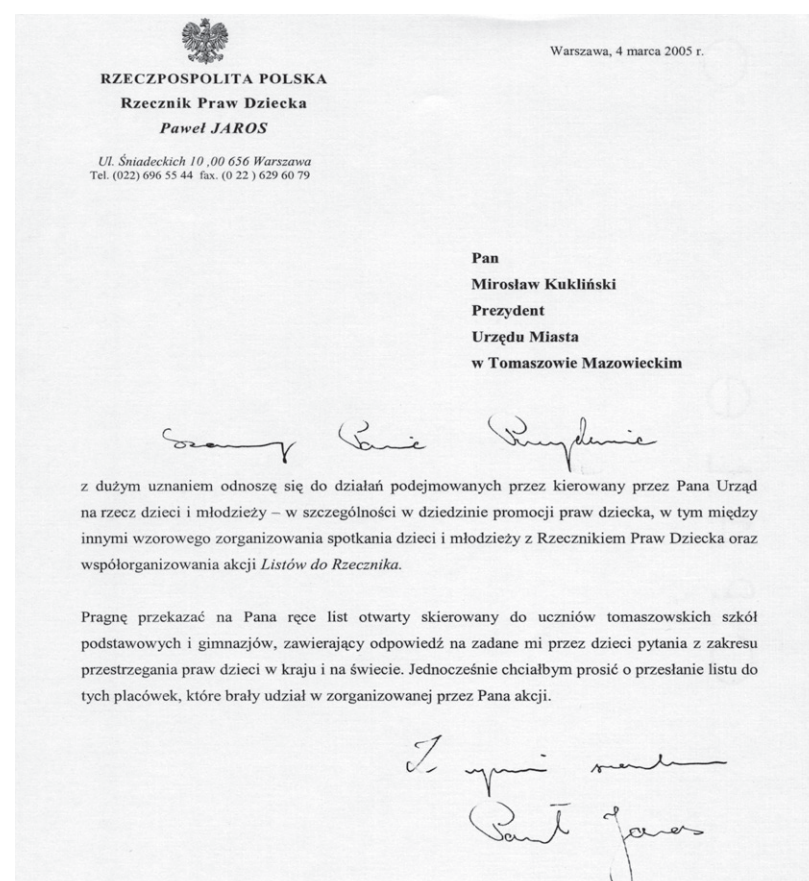 Warszawa, 4 marca 2005 r.
RZECZPOSPOLITA POLSKA
Rzecznik Praw Dziecka
Paweł JAROS
Ul. Śniadeckich 10 ,00 656 Warszawa
Tel. (022) 696 55 44 fax. (0 22 ) 629 60 79
Pan
Mirosław Kukliński
Prezydent
Urzędu Miasta
w Tomaszowie Mazowieckim
Szanowny Panie Prezydencie
z dużym uznaniem odnoszę się do działań podejmowanych przez kierowany przez Pana Urząd
na rzecz dzieci i młodzieży – w szczególności w dziedzinie promocji praw dziecka, w tym między
innymi wzorowego zorganizowania spotkania dzieci i młodzieży z Rzecznikiem Praw Dziecka oraz
współorganizowania akcji Listów do Rzecznika.
Pragnę przekazać na Pana ręce list otwarty skierowany do uczniów tomaszowskich szkół
podstawowych i gimnazjów, zawierający odpowiedź na zadane mi przez dzieci pytania z zakresu
przestrzegania praw dzieci w kraju i na świecie. Jednocześnie chciałbym prosić o przesłanie listu do
tych placówek, które brały udział w zorganizowanej przez Pana akcji.
Z wyrazami szacunku
Paweł Jaros